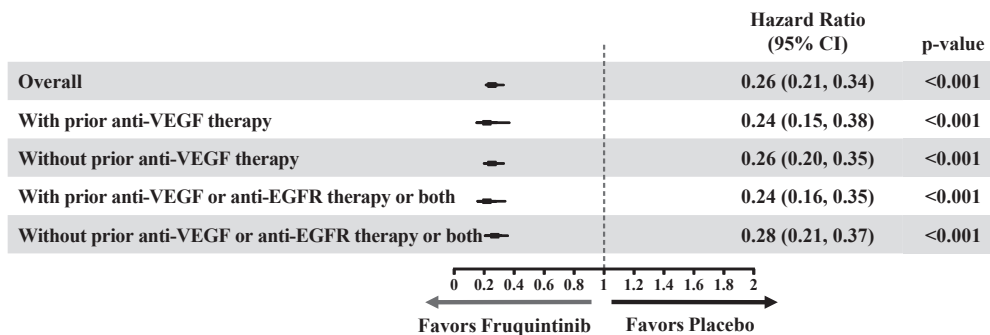 Hazard Ratio
(95% CI) p-value
Overall 0.26 (0.21, 0.34) <0.001
With prior anti-VEGF therapy 0.24 (0.15, 0.38) <0.001
Without prior anti-VEGF therapy 0.26 (0.20, 0.35) <0.001
With prior anti-VEGF or anti-EGFR therapy or both 0.24 (0.16, 0.35) <0.001
Without prior anti-VEGF or anti-EGFR therapy or both 0.28 (0.21, 0.37) <0.001
0 0.2 0.4 0.6 0.8 1 1.2 1.4 1.6 1.8 2
Favors Fruquintinib Favors Placebo